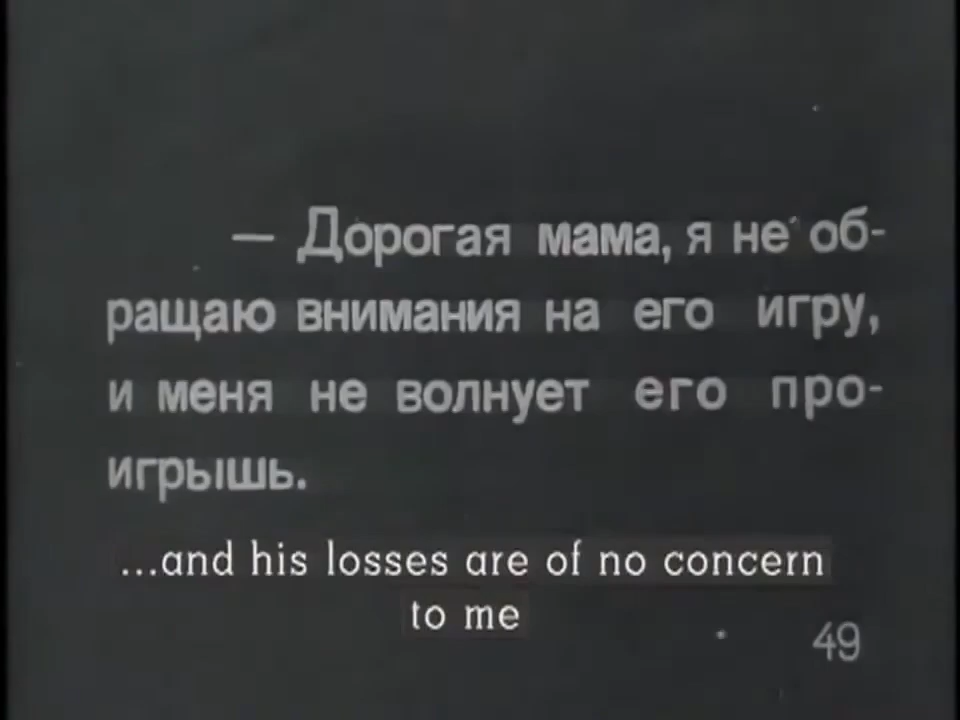 — Дорогая мама, я не об-
ращаю внимания на его игру,
и меня не волнует его про-
игрышь.
...and his losses are of no concern
to me
49